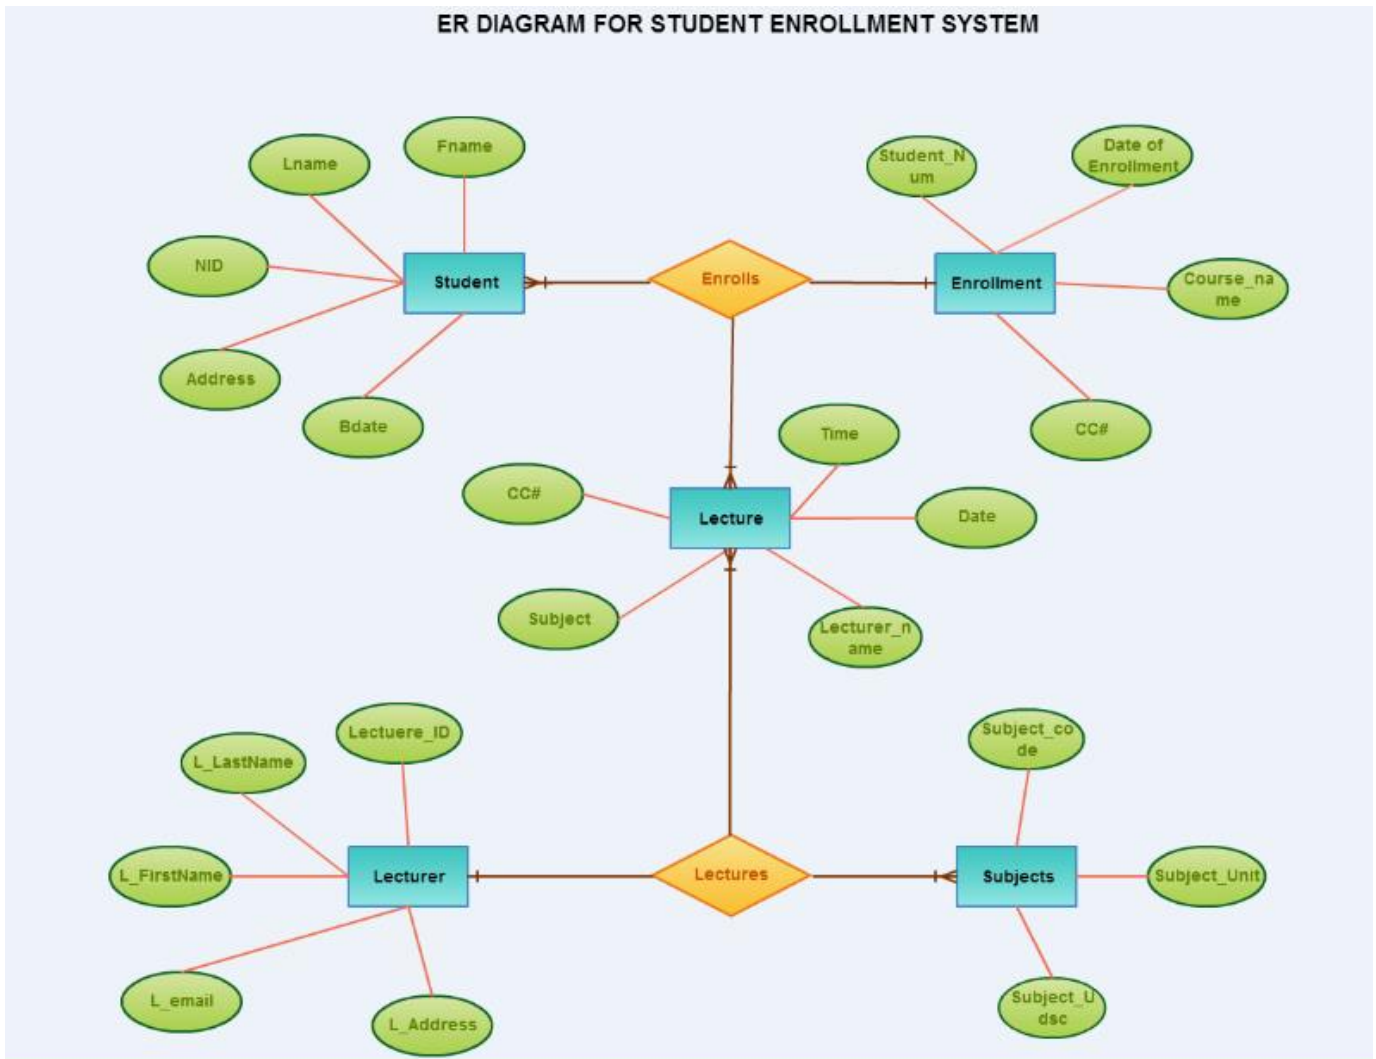 ER DIAGRAM FOR STUDENT ENROLLMENT SYSTEM
Fname
Lname
Student_N
um
Date of
Enrollment
NID
Student
Enrolls
Enrollment
Course_na
me
Address
Bdate
CC#
Time
CC#
Lecture
Date
Subject
Lecturer_n
ame
Lectuere_ID
L_LastName
Subject_co
de
L_FirstName
Lecturer
Lectures
Subjects
Subject_Unit
L_email
L_Address
Subject_U
dsc